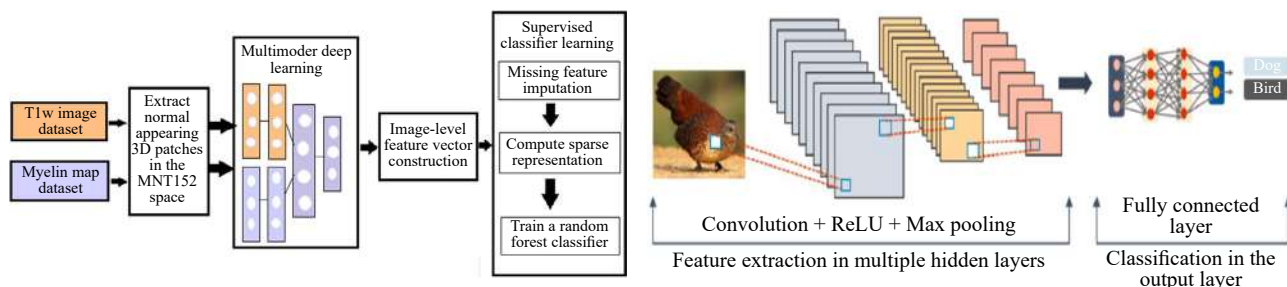 T1w image
dataset
Myelin map
dataset
Extract
normal
appearing
3D patches
in the
MNT152
space
Multimoder deep
learning
Image-level
feature vector
construction
Supervised
classifier learning
Missing feature
imputation
Compute sparse
representation
Train a random
forest classifier
Convolution + ReLU + Max pooling
Feature extraction in multiple hidden layers
Dog
Bird
Fully connected
layer
Classification in the
output layer